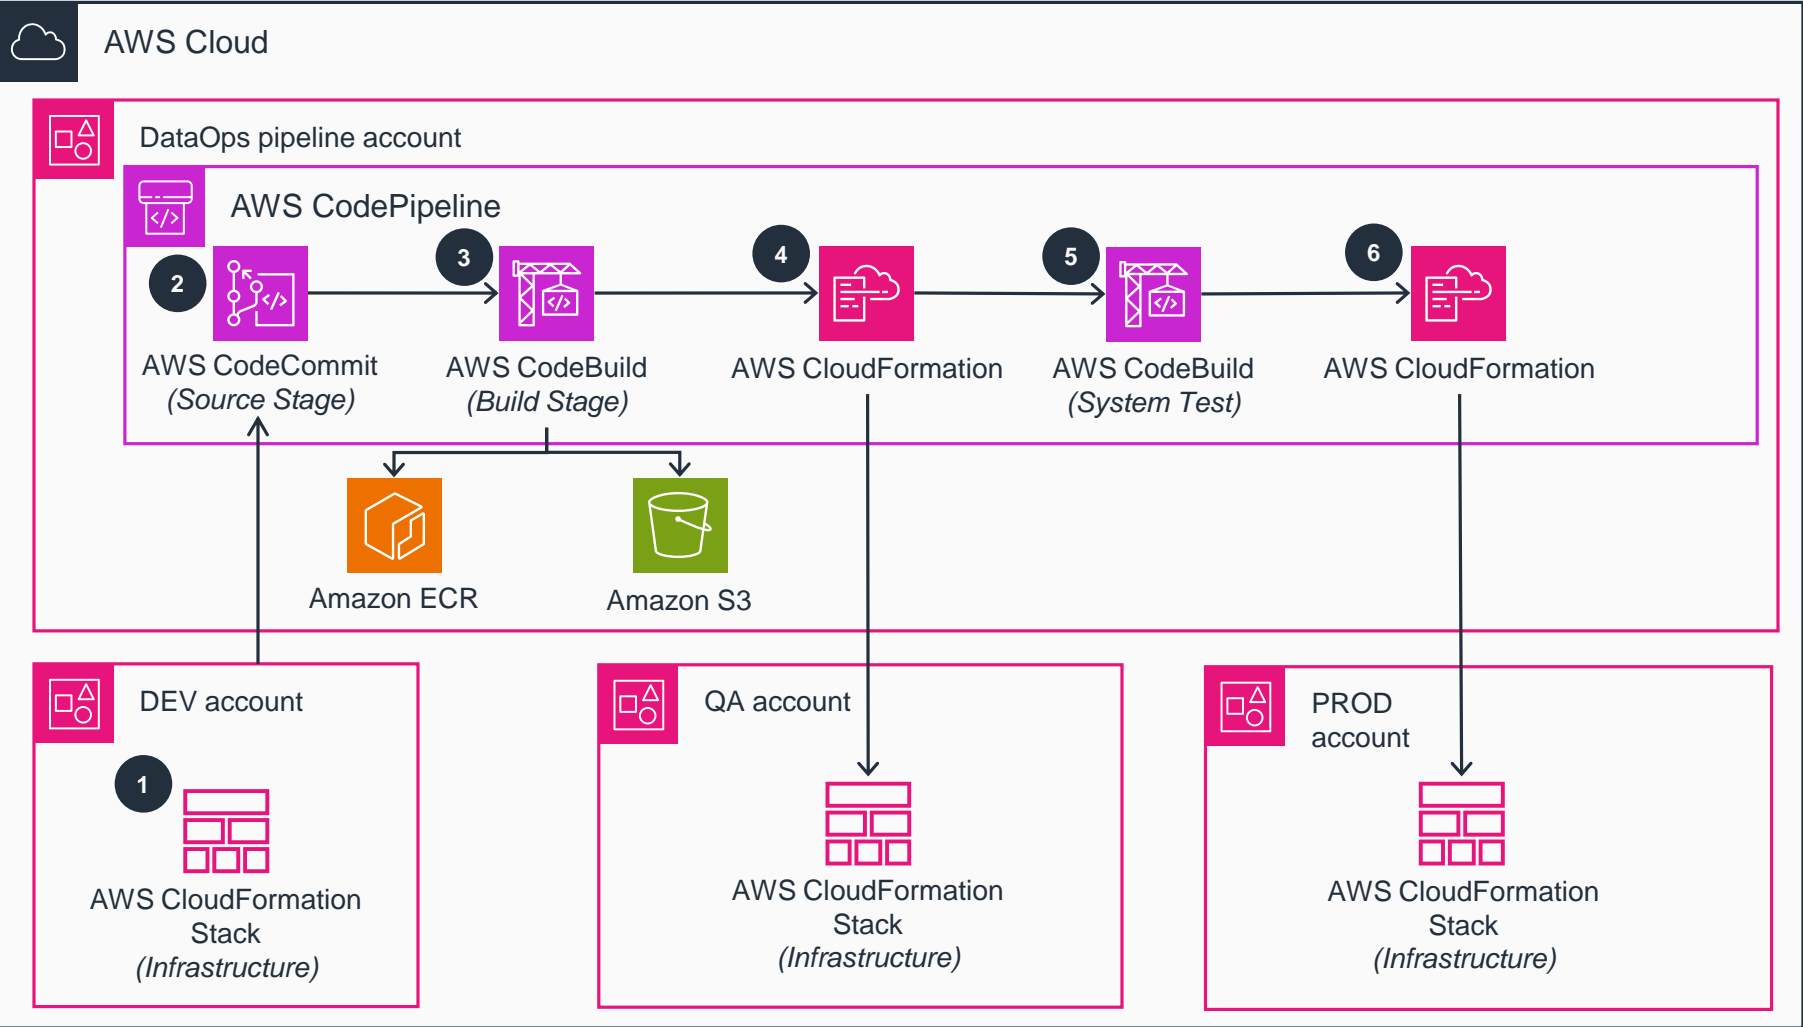 AWS Cloud
DataOps pipeline account
AWS CodePipeline
2
3
4
5
6
</>
</>
</>
</>
AWS CodeCommit
(Source Stage)
AWS CodeBuild
(Build Stage)
AWS CloudFormation
AWS CodeBuild
(System Test)
AWS CloudFormation
Amazon ECR
Amazon S3
DEV account
1
AWS CloudFormation
Stack
(Infrastructure)
QA account
AWS CloudFormation
Stack
(Infrastructure)
PROD
account
AWS CloudFormation
Stack
(Infrastructure)